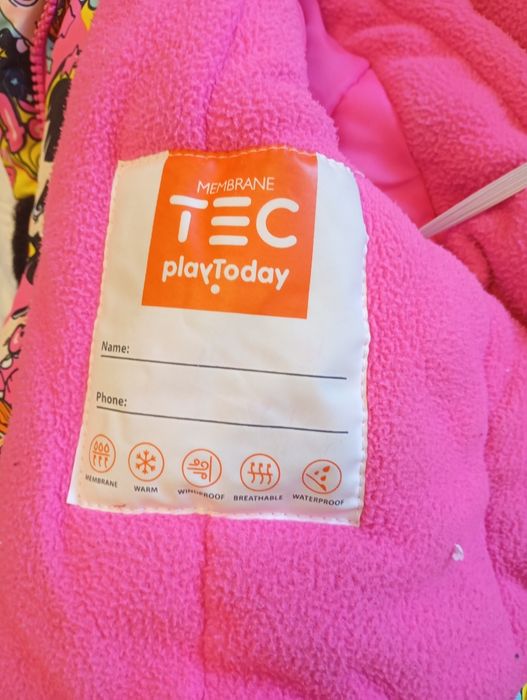 MEMBRANE
TEC
playToday
Name:
Phone:
MEMBRANE WARM WINDPROOF BREATHABLE WATERPROOF